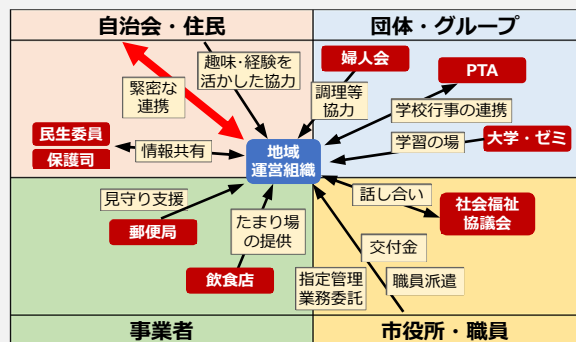 自治会・住民
団体・グループ
趣味・経験を
活かした協力
緊密な
連携
婦人会
調理等
協力
PTA
学校行事の連携
大学・ゼミ
学習の場
民生委員
保護司
情報共有
地域
運営組織
見守り支援
郵便局
たまり場
の提供
飲食店
話し合い
社会福祉
協議会
交付金
指定管理
業務委託
職員派遣
事業者
市役所・職員